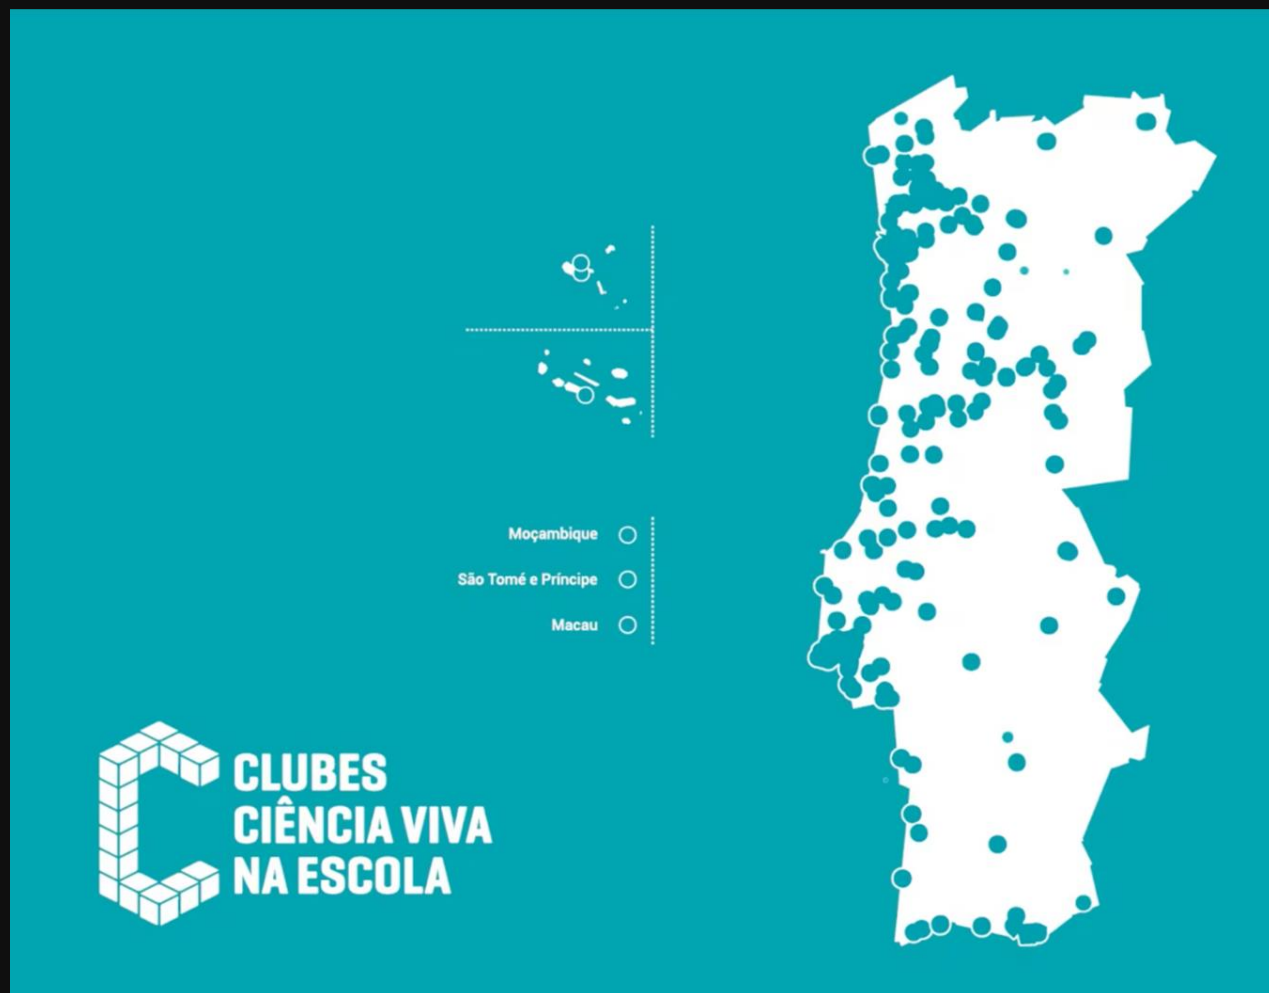 Moçambique
São Tomé e Príncipe
Macau
CLUBES
CIÊNCIA VIVA
NA ESCOLA